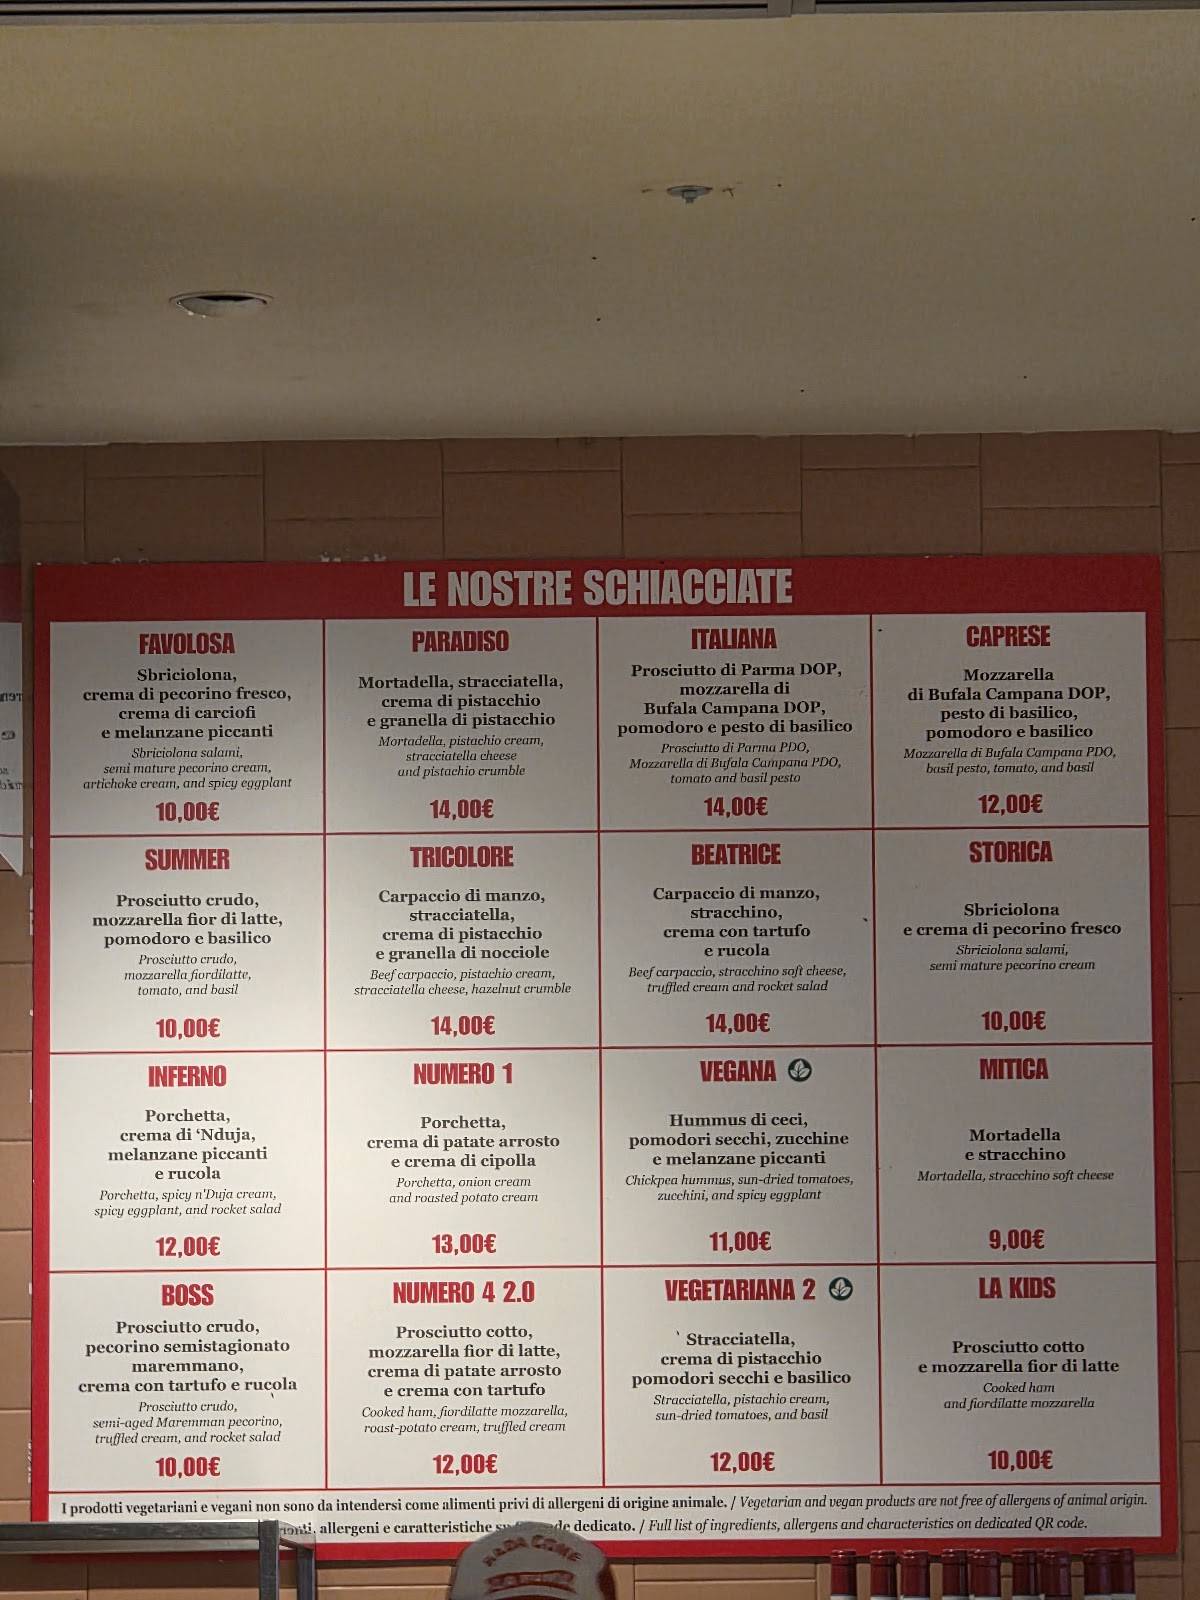 LE NOSTRE SCHIACCIATE
FAVOLOSA
Sbriciolona,
crema di pecorino fresco,
crema di carciofi
e melanzane piccanti
Sbriciolona salami,
semi mature pecorino cream,
artichoke cream, and spicy eggplant
10,00€
PARADISO
Mortadella, stracciatella,
crema di pistacchio
e granella di pistacchio
Mortadella, pistachio cream,
stracciatella cheese
and pistachio crumble
14,00€
ITALIANA
Prosciutto di Parma DOP,
mozzarella di
Bufala Campana DOP,
pomodoro e pesto di basilico
Prosciutto di Parma PDO,
Mozzarella di Bufala Campana PDO,
tomato and basil pesto
14,00€
CAPRESE
Mozzarella
di Bufala Campana DOP,
pesto di basilico,
pomodoro e basilico
Mozzarella di Bufala Campana PDO,
basil pesto, tomato, and basil
12,00€
SUMMER
Prosciutto crudo,
mozzarella fior di latte,
pomodoro e basilico
Prosciutto crudo,
mozzarella fiordilatte,
tomato, and basil
10,00€
TRICOLORE
Carpaccio di manzo,
stracciatella,
crema di pistacchio
e granella di nocciole
Beef carpaccio, pistachio cream,
stracciatella cheese, hazelnut crumble
14,00€
BEATRICE
Carpaccio di manzo,
stracchino,
crema con tartufo
e rucola
Beef carpaccio, stracchino soft cheese,
truffled cream and rocket salad
14,00€
STORICA
Sbriciolona
e crema di pecorino fresco
Sbriciolona salami,
semi mature pecorino cream
10,00€
INFERNO
Porchetta,
crema di ‘Nduja,
melanzane piccanti
e rucola
Porchetta, spicy n'Duja cream,
spicy eggplant, and rocket salad
12,00€
NUMERO 1
Porchetta,
crema di patate arrosto
e crema di cipolla
Porchetta, onion cream
and roasted potato cream
13,00€
VEGANA
Hummus di ceci,
pomodori secchi, zucchine
e melanzane piccanti
Chickpea hummus, sun-dried tomatoes,
zucchini, and spicy eggplant
11,00€
MITICA
Mortadella
e stracchino
Mortadella, stracchino soft cheese
9,00€
BOSS
Prosciutto crudo,
pecorino semistagionato
maremmano,
crema con tartufo e rucola
Prosciutto crudo,
semi-aged Maremman pecorino,
truffled cream, and rocket salad
10,00€
NUMERO 4 2.0
Prosciutto cotto,
mozzarella fior di latte,
crema di patate arrosto
e crema con tartufo
Cooked ham, fiordilatte mozzarella,
roast-potato cream, truffled cream
12,00€
VEGETARIANA 2
Stracciatella,
crema di pistacchio
pomodori secchi e basilico
Stracciatella, pistachio cream,
sun-dried tomatoes, and basil
12,00€
LA KIDS
Prosciutto cotto
e mozzarella fior di latte
Cooked ham
and fiordilatte mozzarella
10,00€
I prodotti vegetariani e vegani non sono da intendersi come alimenti privi di allergeni di origine animale. / Vegetarian and vegan products are not free of allergens of animal origin.
allergeni e caratteristiche dedicato. / Full list of ingredients, allergens and characteristics on dedicated QR code.